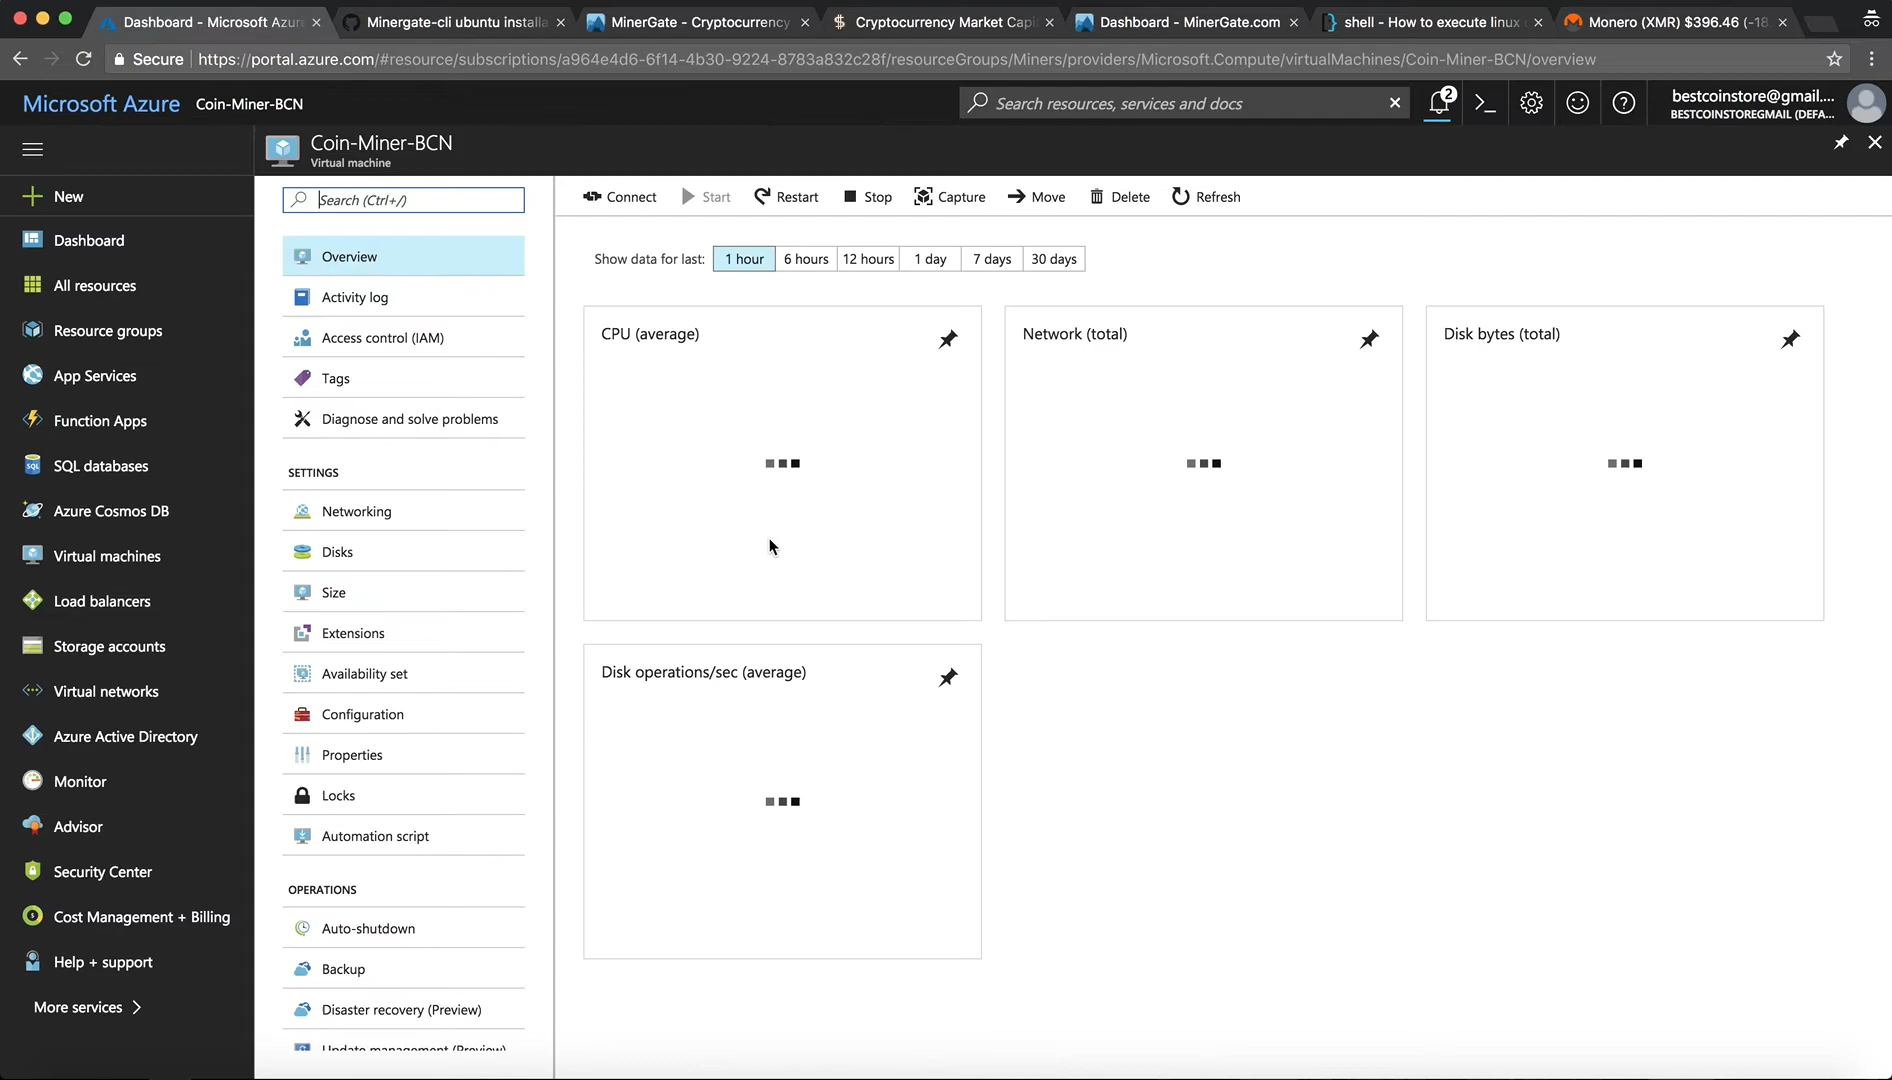 Dashboard - Microsoft Azure
Minergate-cli ubuntu installa
MinerGate - Cryptocurrency
Cryptocurrency Market Capi
Dashboard - MinerGate.com
shell - How to execute linux
Monero (XMR) $396.46 (-18.
Secure
https://portal.azure.com/#resource/subscriptions/a964e4d6-6f14-4b30-9224-8783a832c28f/resourceGroups/Miners/providers/Microsoft.Compute/virtualMachines/Coin-Miner-BCN/overview
Microsoft Azure Coin-Miner-BCN
Search resources, services and docs
2
bestcoinstore@gmail....
BESTCOINSTOREGMAIL (DEFA...
Coin-Miner-BCN
Virtual machine
New
Dashboard
All resources
Resource groups
App Services
Function Apps
SQL databases
Azure Cosmos DB
Virtual machines
Load balancers
Storage accounts
Virtual networks
Azure Active Directory
Monitor
Advisor
Security Center
Cost Management + Billing
Help + support
More services
Search (Ctrl+/)
Overview
Activity log
Access control (IAM)
Tags
Diagnose and solve problems
SETTINGS
Networking
Disks
Size
Extensions
Availability set
Configuration
Properties
Locks
Automation script
OPERATIONS
Auto-shutdown
Backup
Disaster recovery (Preview)
Update management (Preview)
Connect
Start
Restart
Stop
Capture
Move
Delete
Refresh
Show data for last:
1 hour
6 hours
12 hours
1 day
7 days
30 days
CPU (average)
Network (total)
Disk bytes (total)
Disk operations/sec (average)